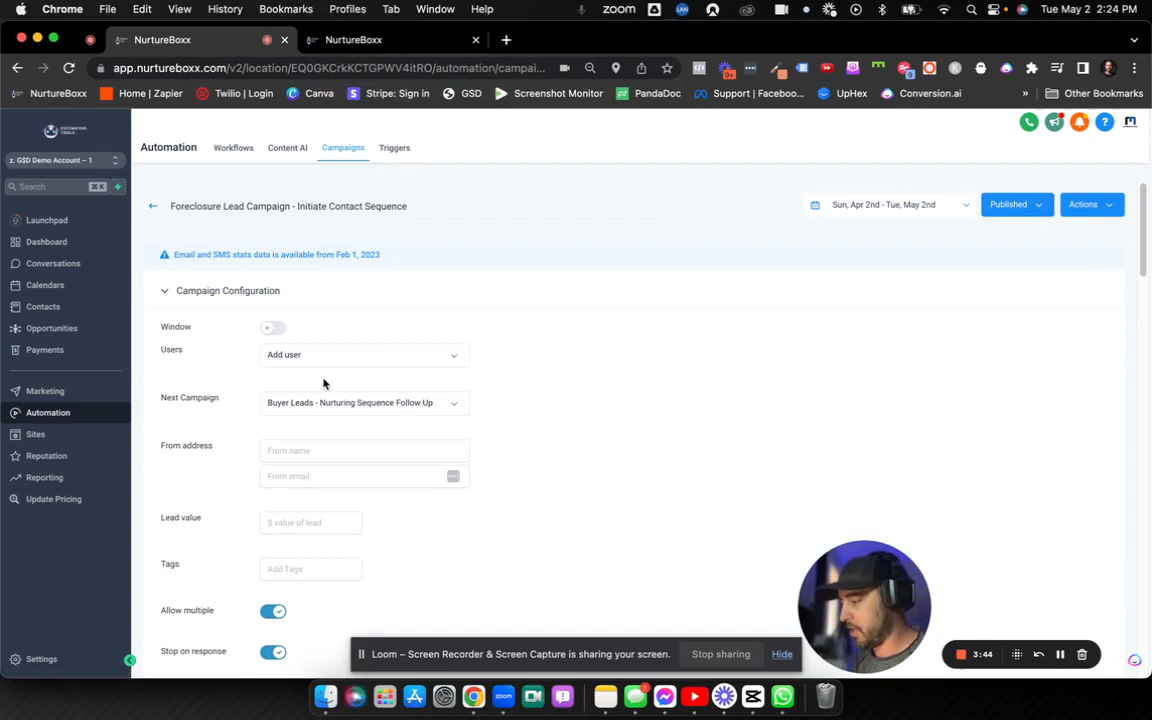 Chrome File Edit View History Bookmarks Profiles Tab Window Help zoom Tue May 2 2:24 PM
NurtureBoxx NurtureBoxx
app.nurtureboxx.com/v2/location/EQ0GKCrkKCTGPWV4itRO/automation/campai... 9+
NurtureBoxx Home | Zapier Twilio | Login Canva Stripe: Sign in GSD Screenshot Monitor PandaDoc Support | Faceboo... UpHex Conversion.ai » Other Bookmarks
ESTIMATOR TOOLS
z. GSD Demo Account -- 1
Search ⌘ K
Launchpad
Dashboard
Conversations
Calendars
Contacts
Opportunities
Payments
Marketing
Automation
Sites
Reputation
Reporting
Update Pricing
Settings
Automation Workflows Content AI Campaigns Triggers
Foreclosure Lead Campaign - Initiate Contact Sequence Sun, Apr 2nd - Tue, May 2nd Published Actions
Email and SMS stats data is available from Feb 1, 2023
Campaign Configuration
Window
Users Add user
Next Campaign Buyer Leads - Nurturing Sequence Follow Up
From address From name
From email
Lead value $ value of lead
Tags Add Tags
Allow multiple
Stop on response
Loom – Screen Recorder & Screen Capture is sharing your screen. Stop sharing Hide
3:44
zoom